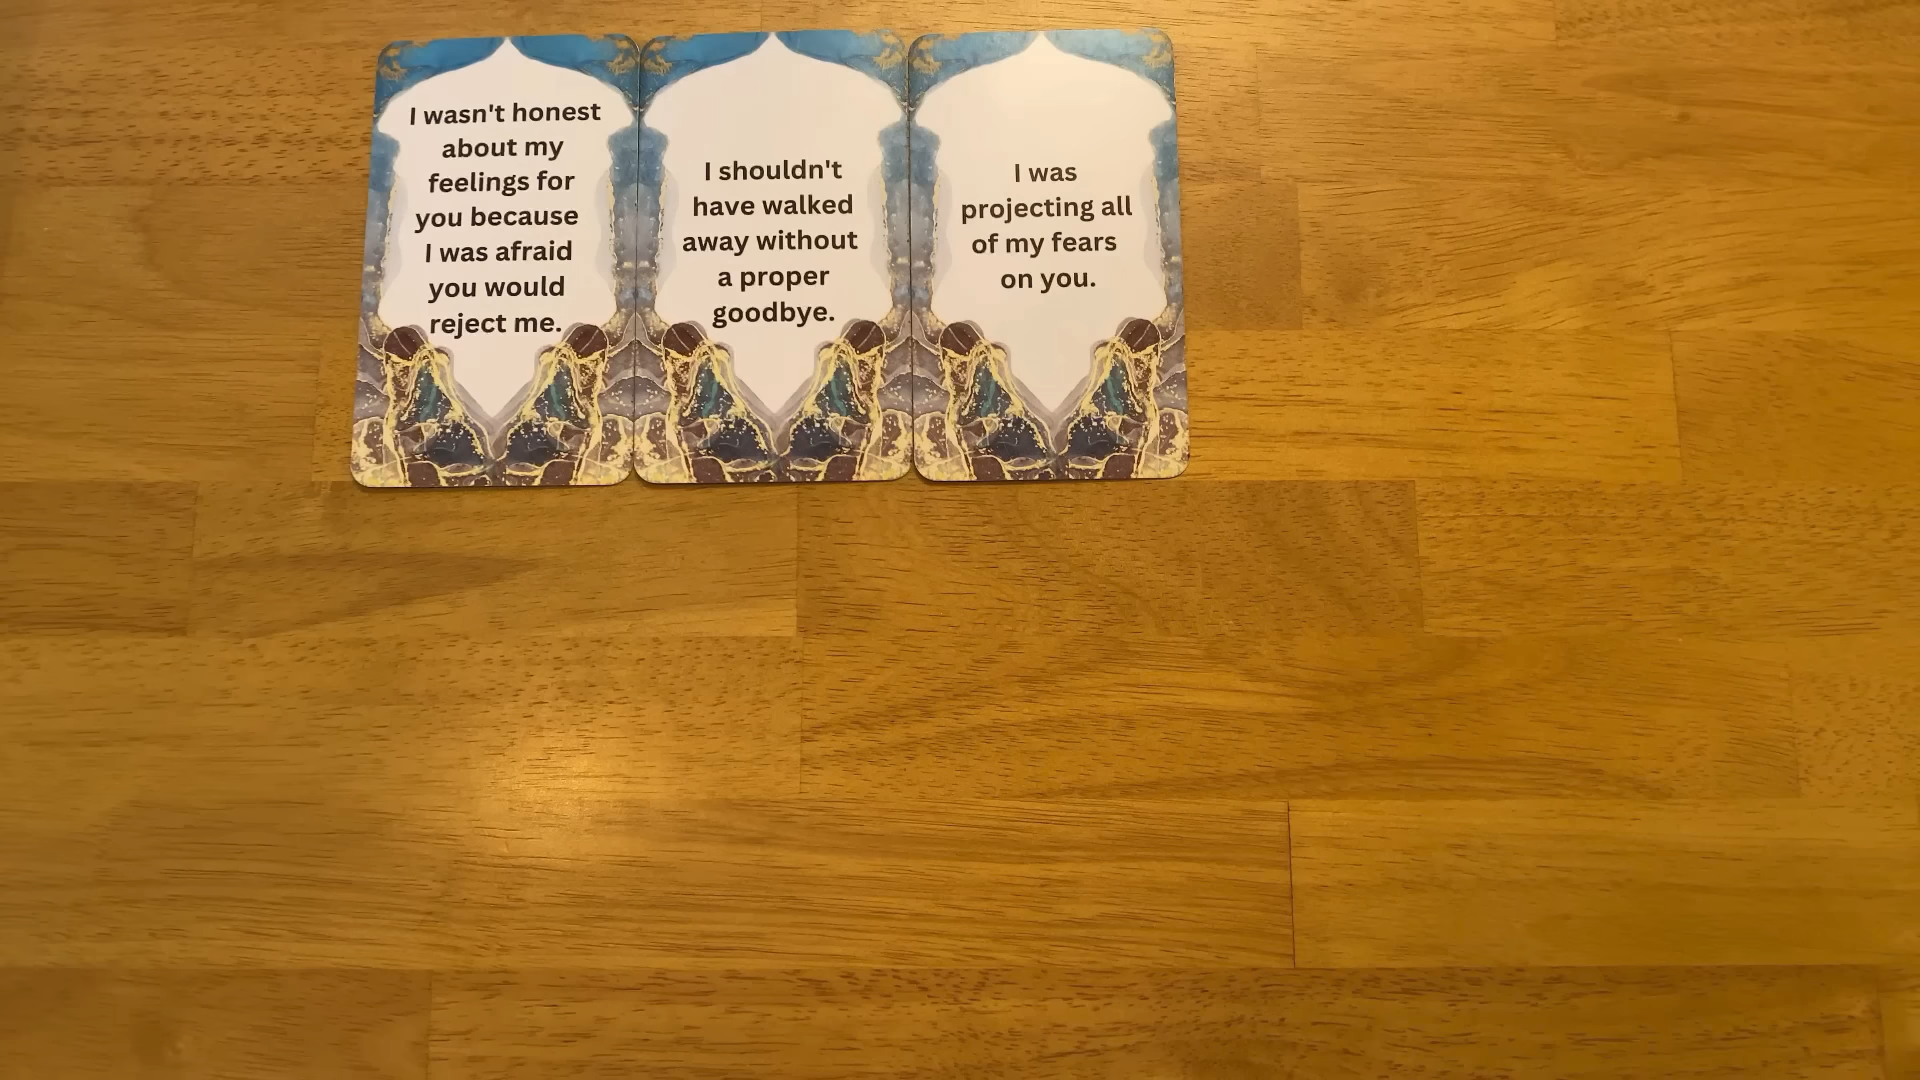 I wasn't honest
about my
feelings for
you because
I was afraid
you would
reject me.
I shouldn't
have walked
away without
a proper
goodbye.
I was
projecting all
of my fears
on you.